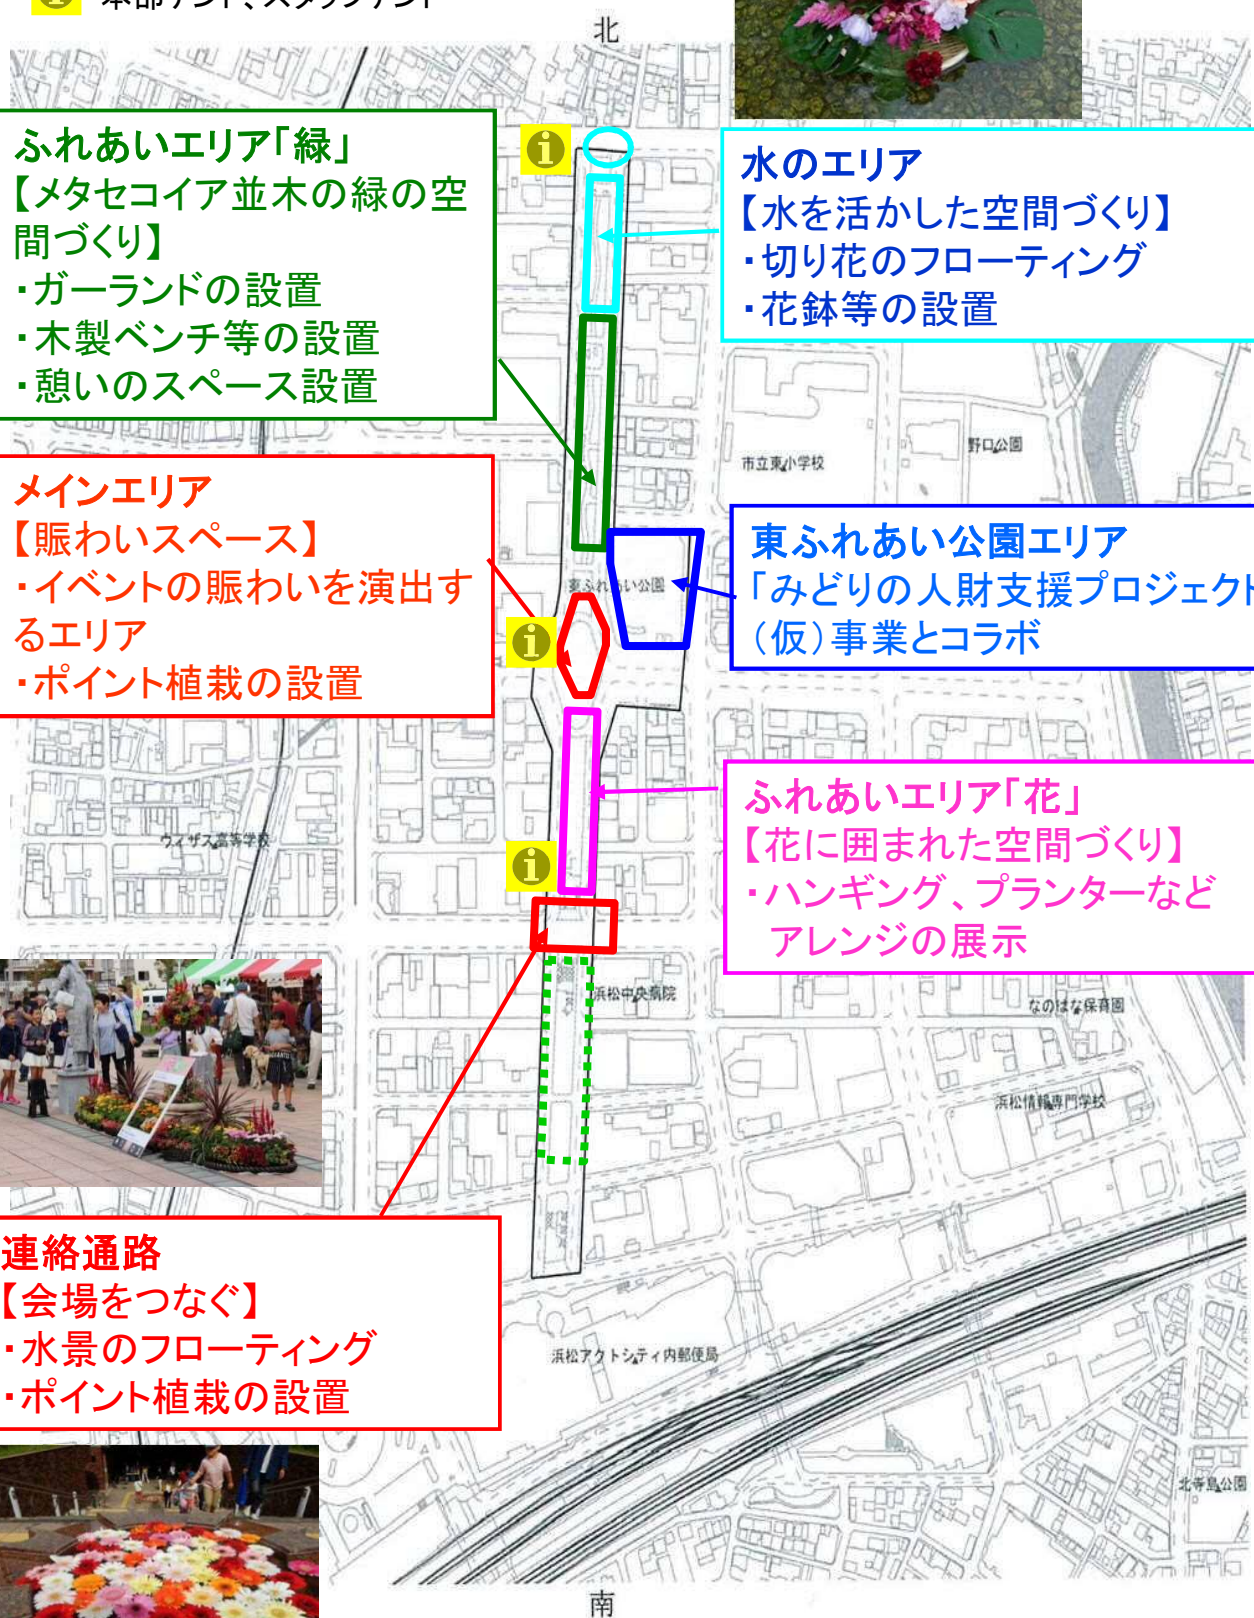 本部テント、スタッフテント
北
ふれあいエリア「緑」
【メタセコイア並木の緑の空
間づくり】
・ガーランドの設置
・木製ベンチ等の設置
・憩いのスペース設置
水のエリア
【水を活かした空間づくり】
・切り花のフローティング
・花鉢等の設置
市立東小学校
野口公園
メインエリア
【賑わいスペース】
・イベントの賑わいを演出す
るエリア
・ポイント植栽の設置
東ふれあい公園
東ふれあい公園エリア
「みどりの人財支援プロジェクト
（仮）事業とコラボ
ふれあいエリア「花」
【花に囲まれた空間づくり】
・ハンギング、プランターなど
アレンジの展示
ウィザス高等学校
浜松中央病院
なのはな保育園
浜松情報専門学校
連絡通路
【会場をつなぐ】
・水景のフローティング
・ポイント植栽の設置
浜松アクトシティ内郵便局
北寺島公園
南